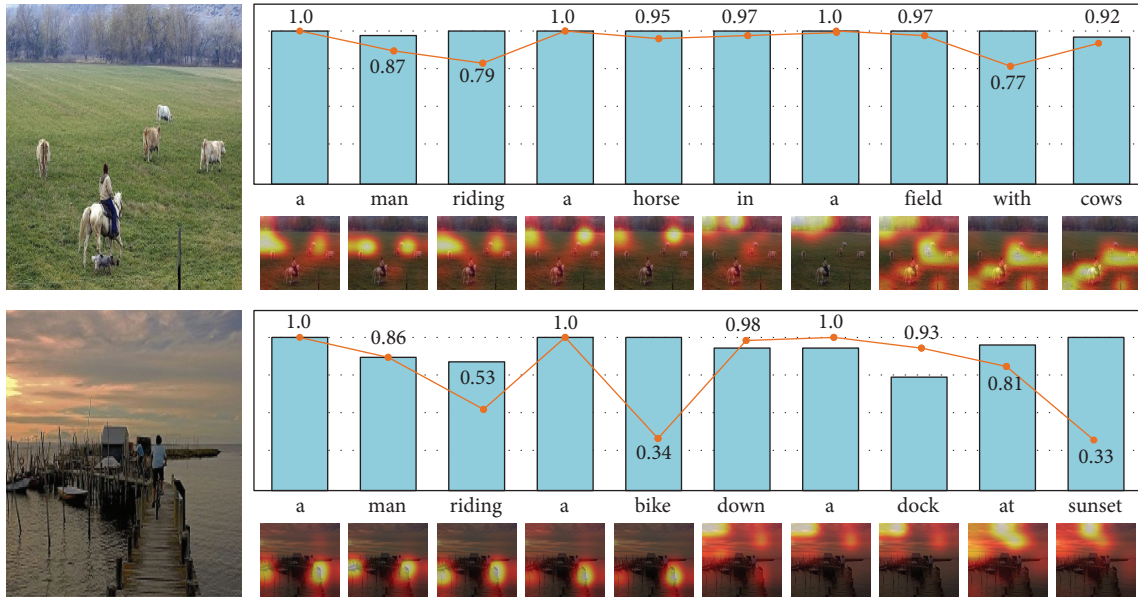 1.0 0.87 0.79 1.0 0.95 0.97 1.0 0.97 0.77 0.92
a man riding a horse in a field with cows
1.0 0.86 0.53 1.0 0.34 0.98 1.0 0.93 0.81 0.33
a man riding a bike down a dock at sunset